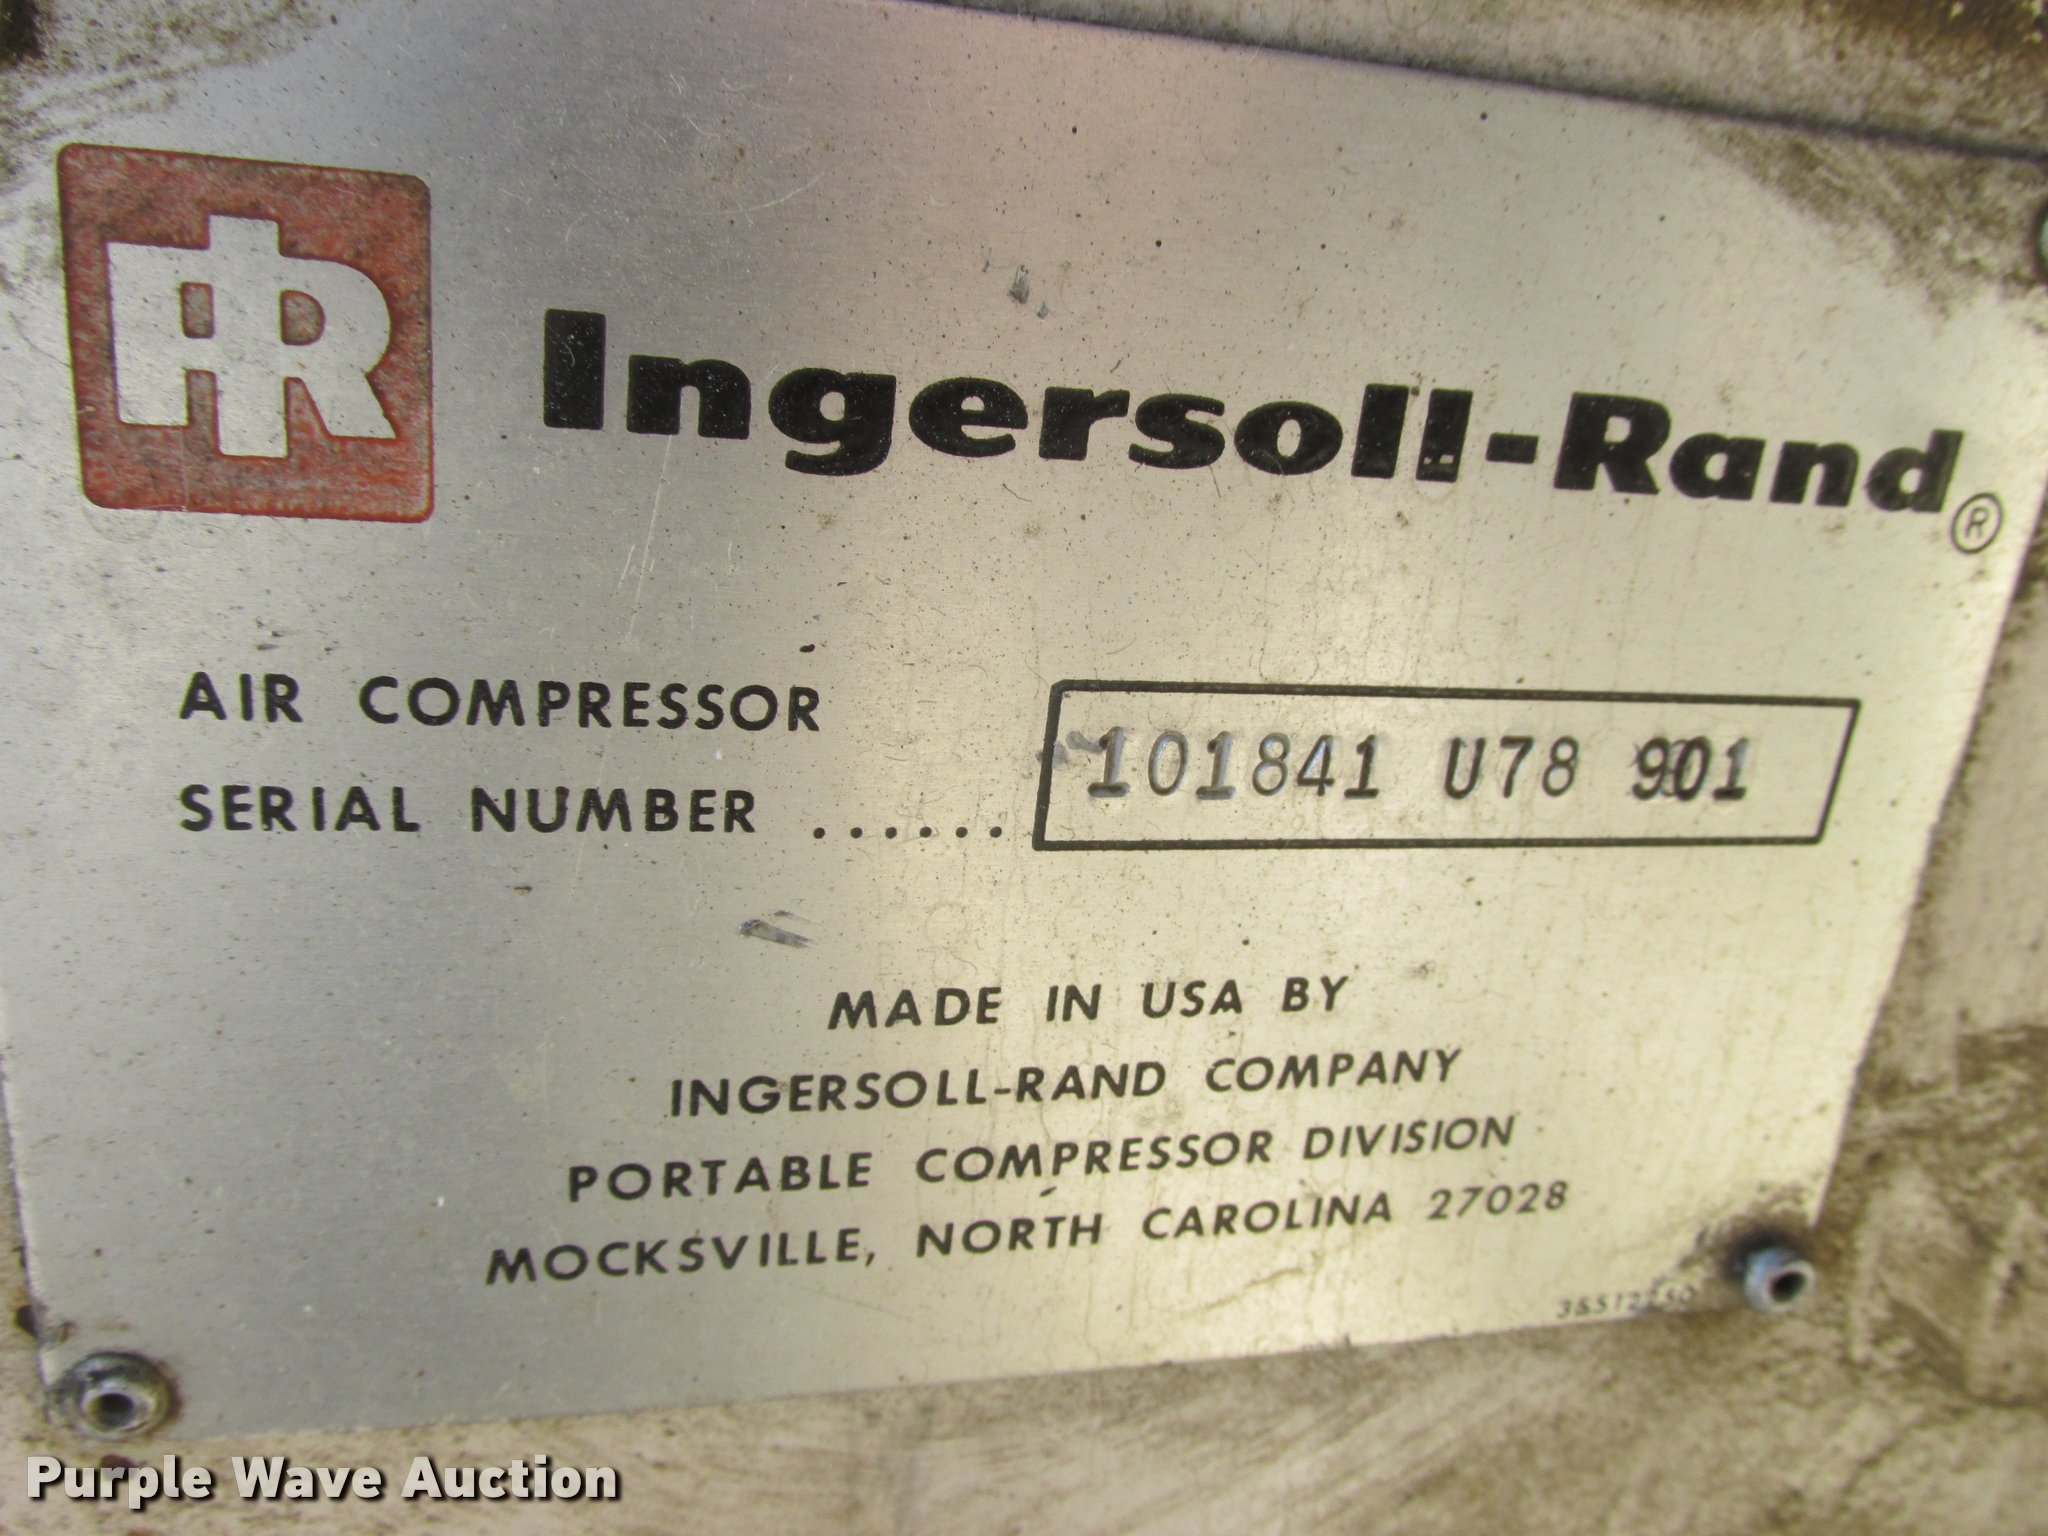 IR
Ingersoll-Rand®
AIR COMPRESSOR
SERIAL NUMBER ...... 101841 U78 901
MADE IN USA BY
INGERSOLL-RAND COMPANY
PORTABLE COMPRESSOR DIVISION
MOCKSVILLE, NORTH CAROLINA 27028
Purple Wave Auction